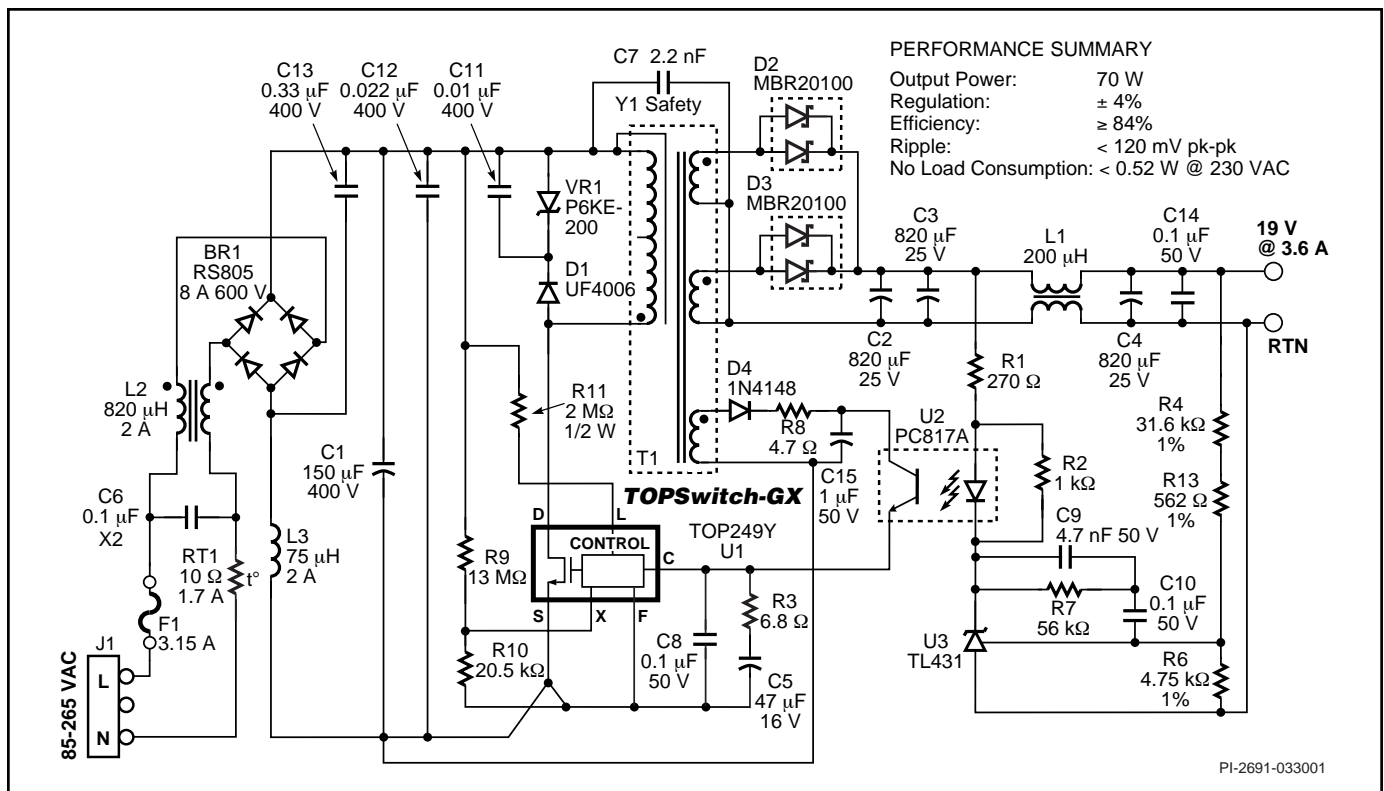 PERFORMANCE SUMMARY
Output Power: 70 W
Regulation: ± 4%
Efficiency: ≥ 84%
Ripple: < 120 mV pk-pk
No Load Consumption: < 0.52 W @ 230 VAC
C13
0.33 µF
400 V
C12
0.022 µF
400 V
C11
0.01 µF
400 V
C7 2.2 nF
Y1 Safety
D2
MBR20100
D3
MBR20100
VR1
P6KE-
200
D1
UF4006
BR1
RS805
8 A 600 V
C3
820 µF
25 V
L1
200 µH
C14
0.1 µF
50 V
19 V
@ 3.6 A
RTN
C2
820 µF
25 V
C4
820 µF
25 V
L2
820 µH
2 A
R11
2 MΩ
1/2 W
D4
1N4148
R8
4.7 Ω
R1
270 Ω
R4
31.6 kΩ
1%
U2
PC817A
T1
TOPSwitch-GX
C15
1 µF
50 V
R2
1 kΩ
R13
562 Ω
1%
C1
150 µF
400 V
C6
0.1 µF
X2
L3
75 µH
2 A
RT1
10 Ω
1.7 A
t°
F1
3.15 A
J1
L
N
85-265 VAC
R9
13 MΩ
R10
20.5 kΩ
D
L
CONTROL
C
S
X
F
TOP249Y
U1
C9
4.7 nF 50 V
R3
6.8 Ω
C8
0.1 µF
50 V
C5
47 µF
16 V
R7
56 kΩ
C10
0.1 µF
50 V
U3
TL431
R6
4.75 kΩ
1%
PI-2691-033001